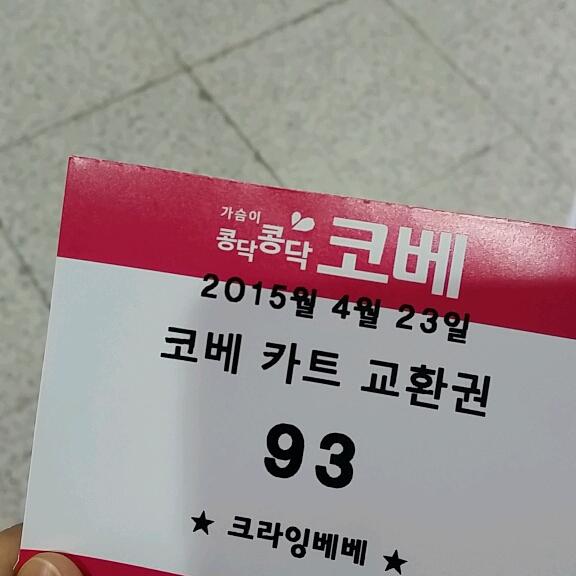 가슴이
콩닥콩닥 코베
2015월 4월 23일
코베 카트 교환권
93
★ 크라잉베베 ★